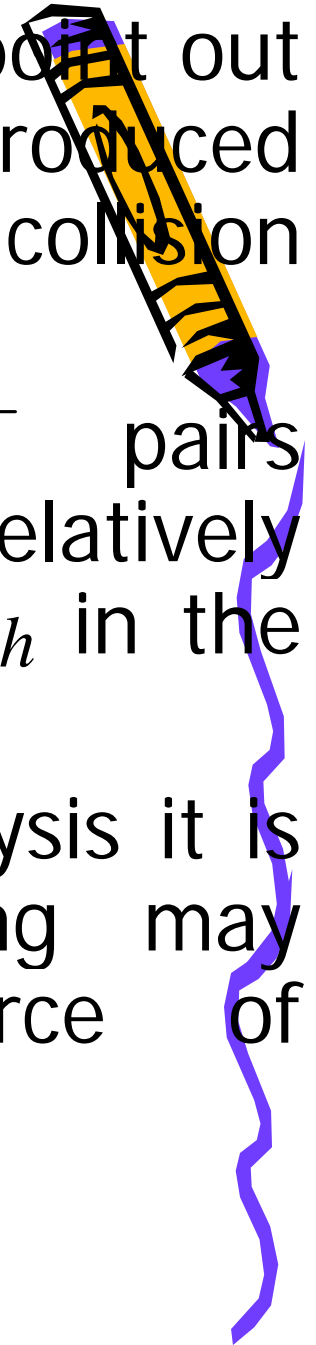 point out
roduced
collision
– pairs
elatively
h in the
ysis it is
ng may
rce of